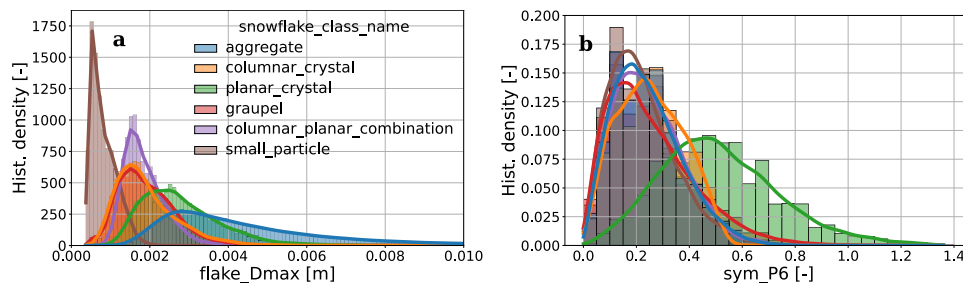 a
Hist. density [-]
1750
1500
1250
1000
750
500
250
0
0.000
0.002
0.004
0.006
0.008
0.010
flake_Dmax [m]
snowflake_class_name
aggregate
columnar_crystal
planar_crystal
graupel
columnar_planar_combination
small_particle
b
Hist. density [-]
0.200
0.175
0.150
0.125
0.100
0.075
0.050
0.025
0.000
0.0
0.2
0.4
0.6
0.8
1.0
1.2
1.4
sym_P6 [-]